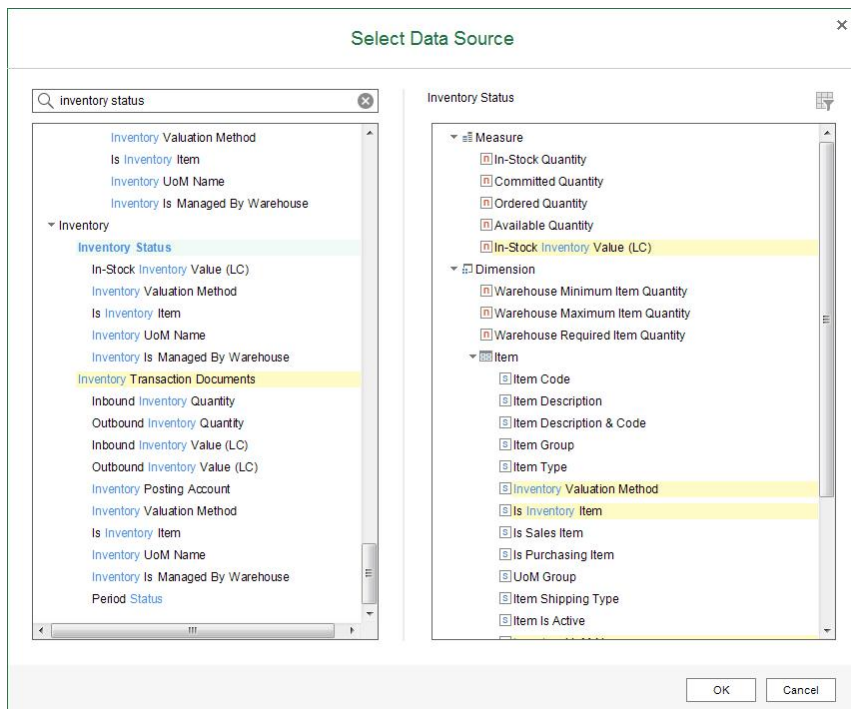 Select Data Source
inventory status
Inventory Valuation Method
Is Inventory Item
Inventory UoM Name
Inventory Is Managed By Warehouse
Inventory
Inventory Status
In-Stock Inventory Value (LC)
Inventory Valuation Method
Is Inventory Item
Inventory UoM Name
Inventory Is Managed By Warehouse
Inventory Transaction Documents
Inbound Inventory Quantity
Outbound Inventory Quantity
Inbound Inventory Value (LC)
Outbound Inventory Value (LC)
Inventory Posting Account
Inventory Valuation Method
Is Inventory Item
Inventory UoM Name
Inventory Is Managed By Warehouse
Period Status
Inventory Status
Measure
n In-Stock Quantity
n Committed Quantity
n Ordered Quantity
n Available Quantity
n In-Stock Inventory Value (LC)
Dimension
n Warehouse Minimum Item Quantity
n Warehouse Maximum Item Quantity
n Warehouse Required Item Quantity
Item
s Item Code
s Item Description
s Item Description & Code
s Item Group
s Item Type
s Inventory Valuation Method
s Is Inventory Item
s Is Sales Item
s Is Purchasing Item
s UoM Group
s Item Shipping Type
s Item Is Active
OK
Cancel